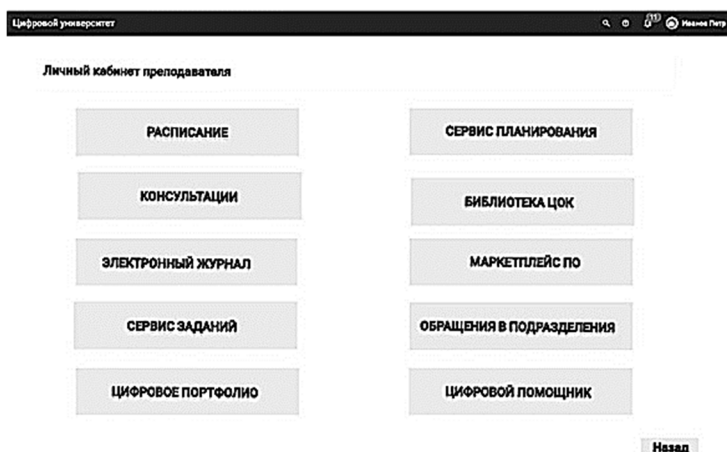 Цифровой университет
Иванов Петр
Личный кабинет преподавателя
РАСПИСАНИЕ
СЕРВИС ПЛАНИРОВАНИЯ
КОНСУЛЬТАЦИИ
БИБЛИОТЕКА ЦОК
ЭЛЕКТРОННЫЙ ЖУРНАЛ
МАРКЕТПЛЕЙС ПО
СЕРВИС ЗАДАНИЙ
ОБРАЩЕНИЯ В ПОДРАЗДЕЛЕНИЯ
ЦИФРОВОЕ ПОРТФОЛИО
ЦИФРОВОЙ ПОМОЩНИК
Назад